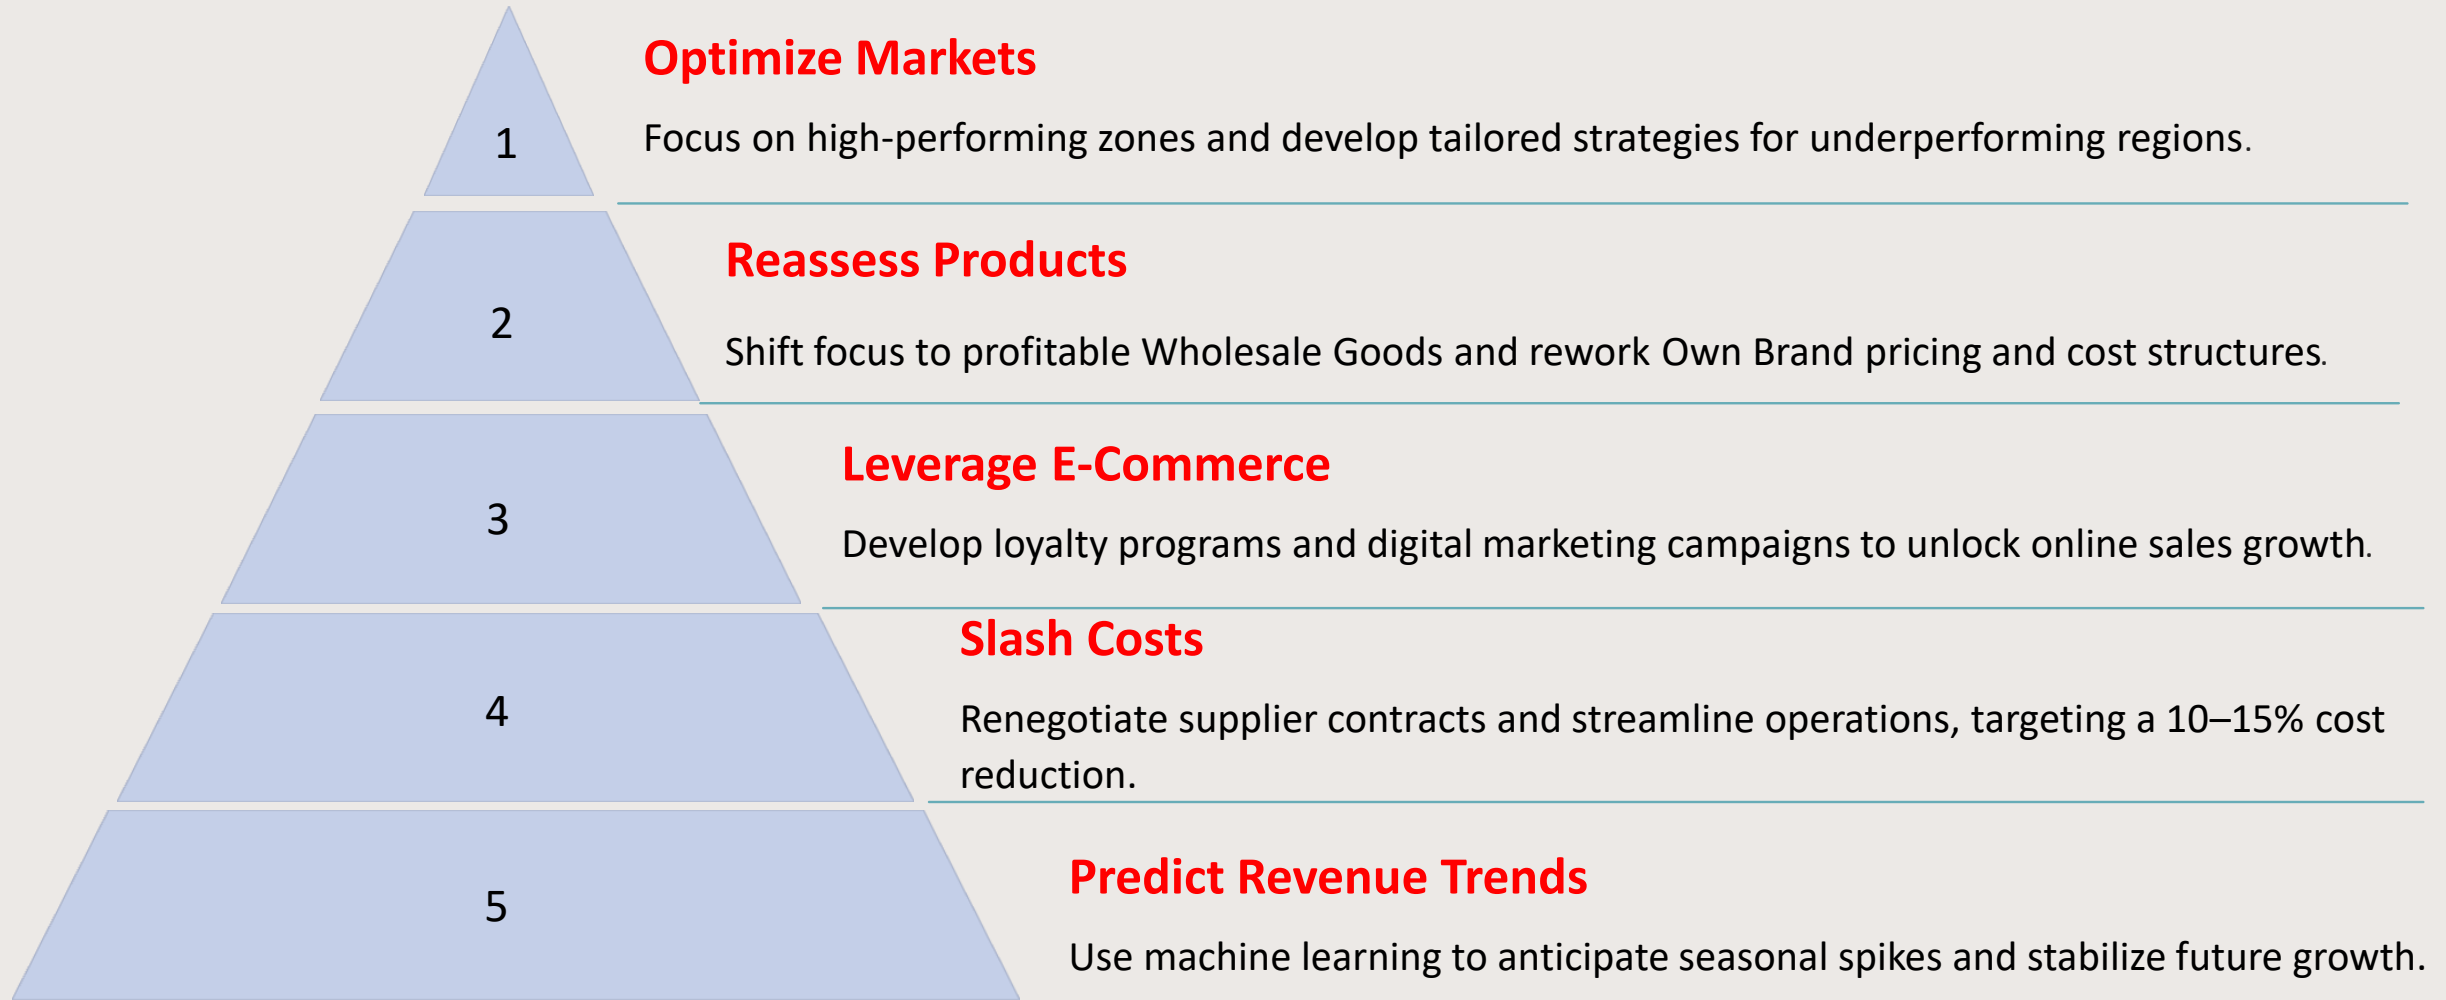 1
Optimize Markets
Focus on high-performing zones and develop tailored strategies for underperforming regions.
2
Reassess Products
Shift focus to profitable Wholesale Goods and rework Own Brand pricing and cost structures.
3
Leverage E-Commerce
Develop loyalty programs and digital marketing campaigns to unlock online sales growth.
4
Slash Costs
Renegotiate supplier contracts and streamline operations, targeting a 10–15% cost
reduction.
5
Predict Revenue Trends
Use machine learning to anticipate seasonal spikes and stabilize future growth.